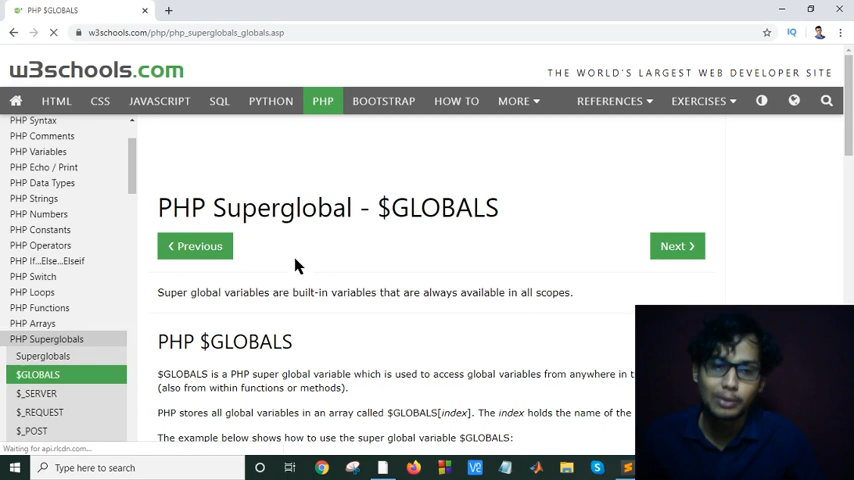 PHP $GLOBALS
w3schools.com/php/php_superglobals_globals.asp
IQ
w3schools.com
THE WORLD'S LARGEST WEB DEVELOPER SITE
HTML CSS JAVASCRIPT SQL PYTHON PHP BOOTSTRAP HOW TO MORE REFERENCES EXERCISES
PHP Syntax
PHP Comments
PHP Variables
PHP Echo / Print
PHP Data Types
PHP Strings
PHP Numbers
PHP Constants
PHP Operators
PHP If...Else...Elseif
PHP Switch
PHP Loops
PHP Functions
PHP Arrays
PHP Superglobals
Superglobals
$GLOBALS
$_SERVER
$_REQUEST
$_POST
PHP Superglobal - $GLOBALS
❮ Previous
Next ❯
Super global variables are built-in variables that are always available in all scopes.
PHP $GLOBALS
$GLOBALS is a PHP super global variable which is used to access global variables from anywhere in
(also from within functions or methods).
PHP stores all global variables in an array called $GLOBALS[index]. The index holds the name of the
The example below shows how to use the super global variable $GLOBALS:
Waiting for api.rlcdn.com...
Type here to search